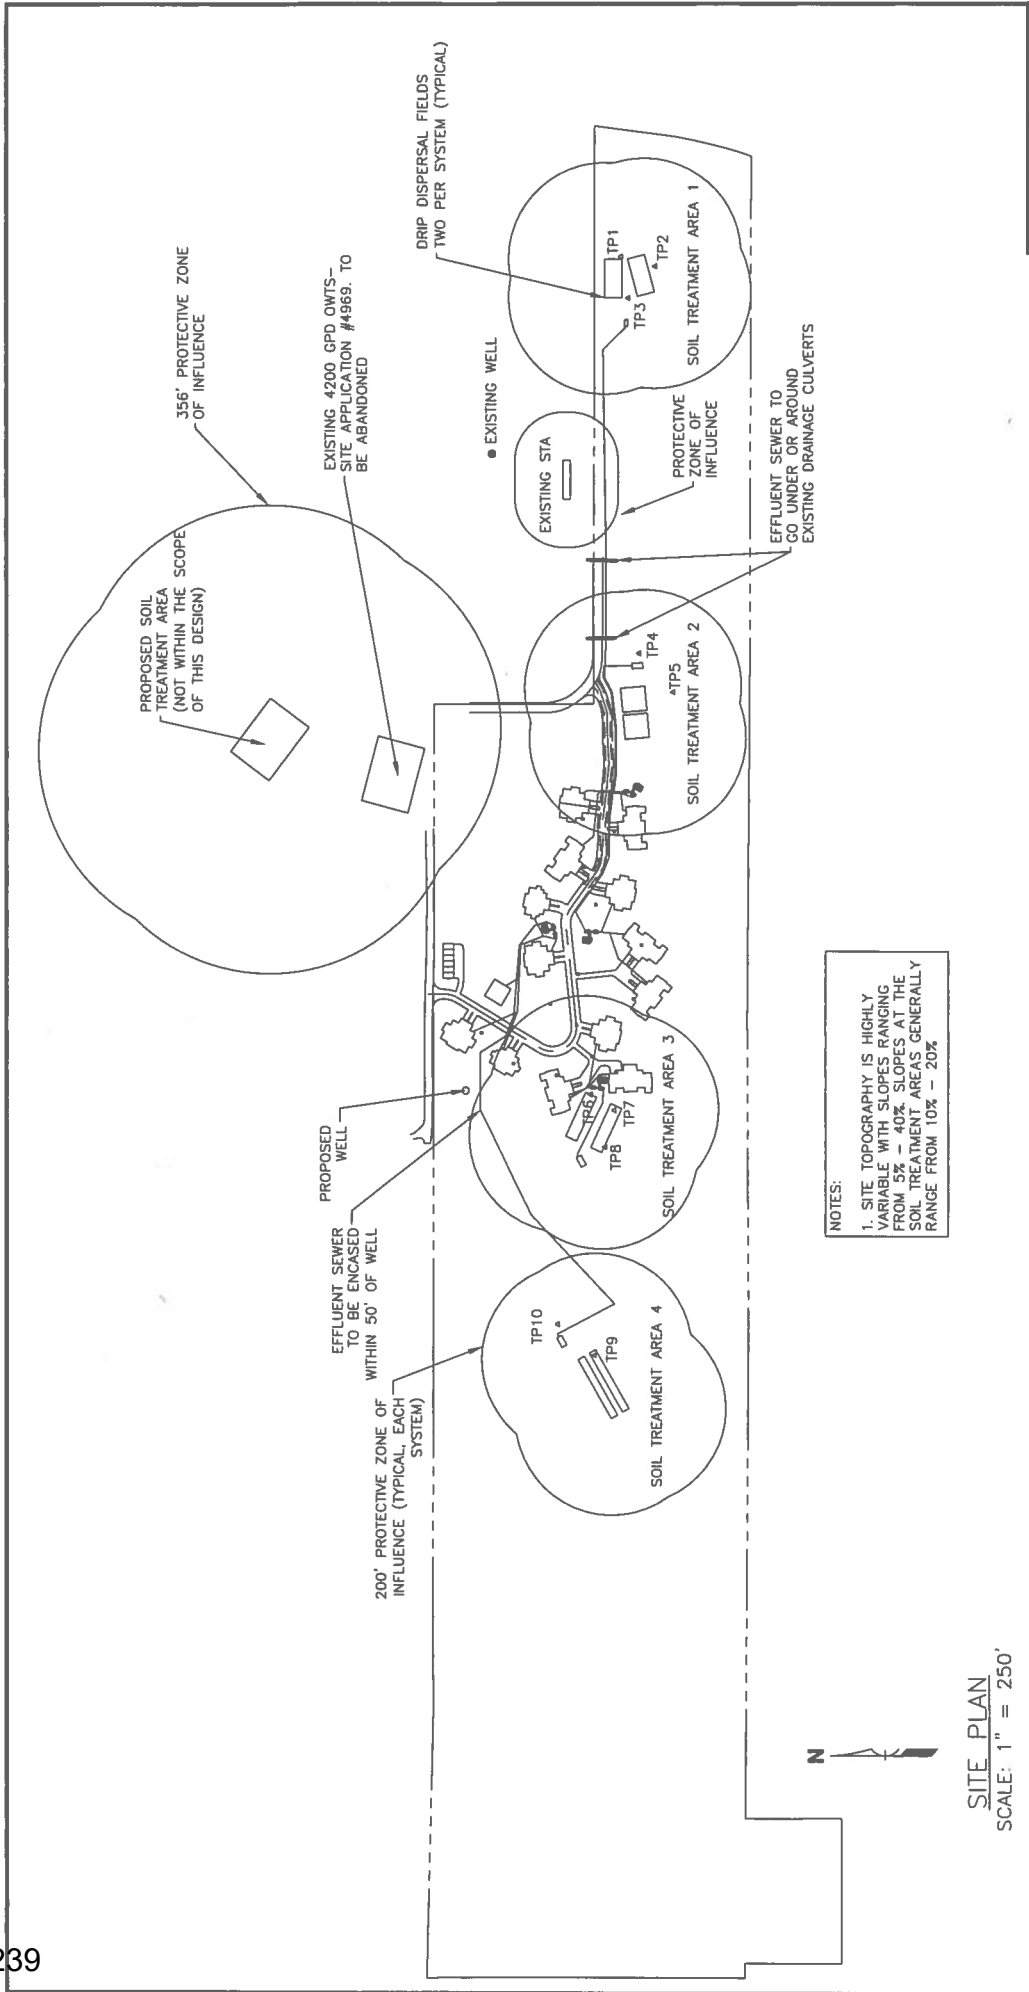 356' PROTECTIVE ZONE
OF INFLUENCE
PROPOSED SOIL
TREATMENT AREA
(NOT WITHIN THE SCOPE
OF THIS DESIGN)
EXISTING 4200 GPD OWTS-
SITE APPLICATION #4969. TO
BE ABANDONED
DRIP DISPERSAL FIELDS
TWO PER SYSTEM (TYPICAL)
EXISTING WELL
EXISTING STA
PROTECTIVE
ZONE OF
INFLUENCE
TP1
TP2
TP3
SOIL TREATMENT AREA 1
EFFLUENT SEWER TO
GO UNDER OR AROUND
EXISTING DRAINAGE CULVERTS
TP4
TP5
SOIL TREATMENT AREA 2
PROPOSED
WELL
EFFLUENT SEWER
TO BE ENCASED
WITHIN 50' OF WELL
200' PROTECTIVE ZONE OF
INFLUENCE (TYPICAL, EACH
SYSTEM)
TP6
TP7
TP8
SOIL TREATMENT AREA 3
TP10
TP9
SOIL TREATMENT AREA 4
NOTES:
1. SITE TOPOGRAPHY IS HIGHLY
VARIABLE WITH SLOPES RANGING
FROM 5% - 40%. SLOPES AT THE
SOIL TREATMENT AREAS GENERALLY
RANGE FROM 10% - 20%
N
SITE PLAN
SCALE: 1" = 250'
239